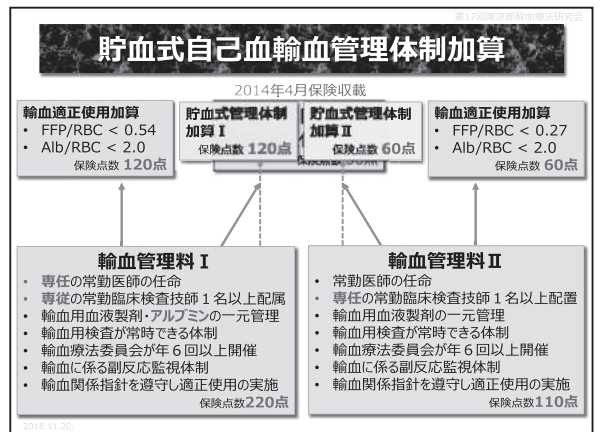 第17回東京都輸血療法研究会
貯血式自己血輸血管理体制加算
2014年4月保険収載
輸血適正使用加算
• FFP/RBC < 0.54
• Alb/RBC < 2.0
保険点数 120点
貯血式管理体制
加算Ⅰ
保険点数 120点
貯血式管理体制
加算Ⅱ
保険点数 60点
輸血適正使用加算
• FFP/RBC < 0.27
• Alb/RBC < 2.0
保険点数 60点
輸血管理料Ⅰ
• 専任の常勤医師の任命
• 専従の常勤臨床検査技師1名以上配属
• 輸血用血液製剤・アルブミンの一元管理
• 輸血用検査が常時できる体制
• 輸血療法委員会が年6回以上開催
• 輸血に係る副反応監視体制
• 輸血関係指針を遵守し適正使用の実施
保険点数220点
輸血管理料Ⅱ
• 常勤医師の任命
• 専任の常勤臨床検査技師1名以上配置
• 輸血用血液製剤の一元管理
• 輸血用検査が常時できる体制
• 輸血療法委員会が年6回以上開催
• 輸血に係る副反応監視体制
• 輸血関係指針を遵守し適正使用の実施
保険点数110点
2018.11.20.